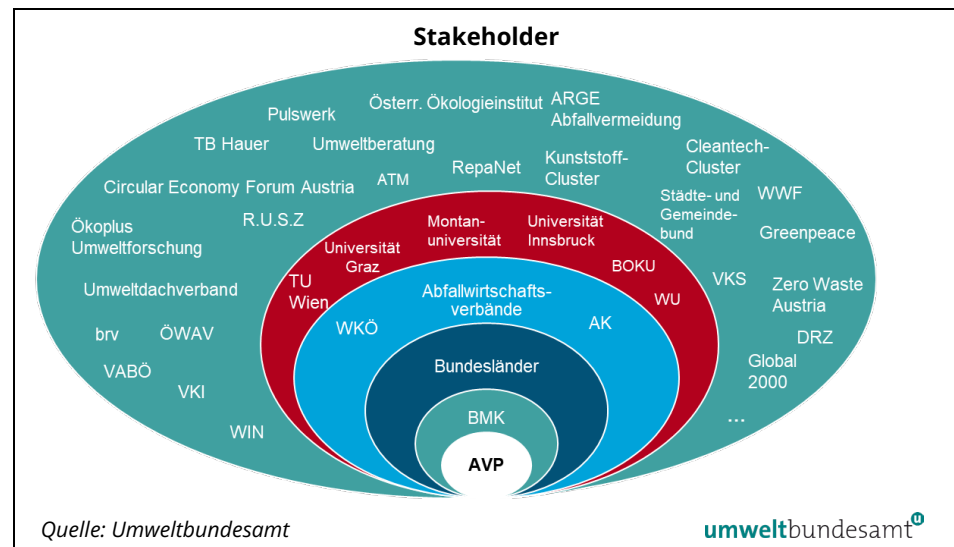 Stakeholder
Pulswerk
Österr. Ökologieinstitut
ARGE
Abfallvermeidung
TB Hauer
Umweltberatung
RepaNet
Kunststoff-
Cluster
Cleantech-
Cluster
Circular Economy Forum Austria
ATM
Städte- und
Gemeinde-
bund
WWF
Ökoplus
Umweltforschung
R.U.S.Z
Greenpeace
Universität
Graz
Montan-
universität
Universität
Innsbruck
BOKU
TU
Wien
WU
VKS
Zero Waste
Austria
Umweltdachverband
Abfallwirtschafts-
verbände
WKÖ
AK
brv
ÖWAV
DRZ
VABÖ
Bundesländer
Global
2000
VKI
BMK
WIN
...
AVP
Quelle: Umweltbundesamt
umweltbundesamt
u